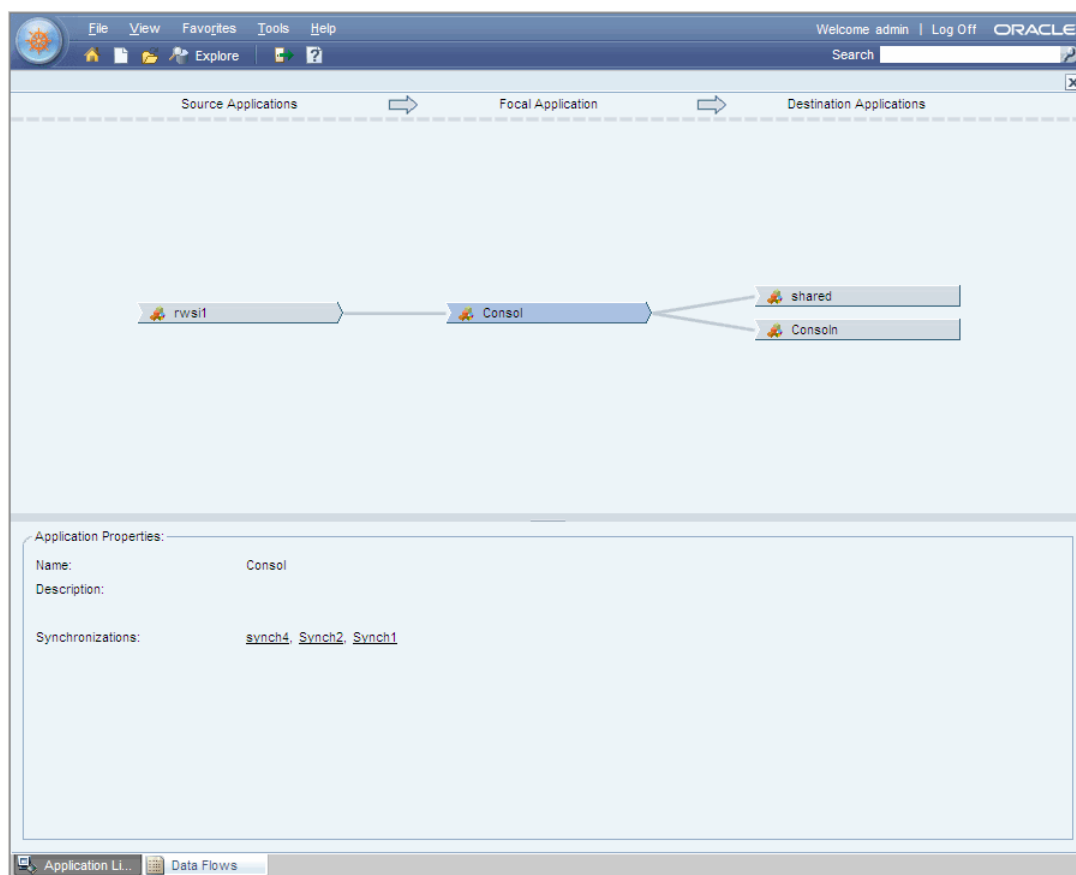 File View Favorites Tools Help Welcome admin | Log Off ORACLE
Explore Search
Source Applications Focal Application Destination Applications
shared
rwsi1 Consol
Consoln
Application Properties:
Name: Consol
Description:
Synchronizations: synch4, Synch2, Synch1
Application Li... Data Flows